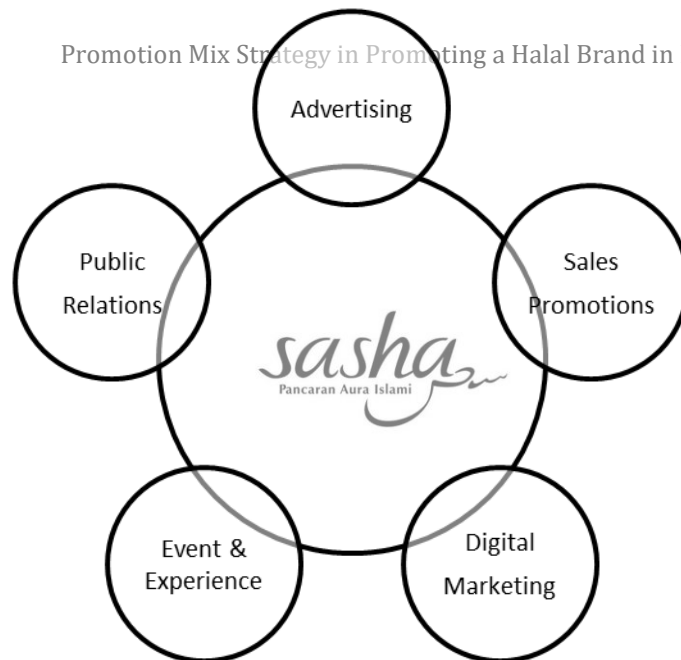 Promotion Mix Strategy in Promoting a Halal Brand in
Advertising
Public
Relations
Sales
Promotions
sasha
Pancaran Aura Islami
Event &
Experience
Digital
Marketing